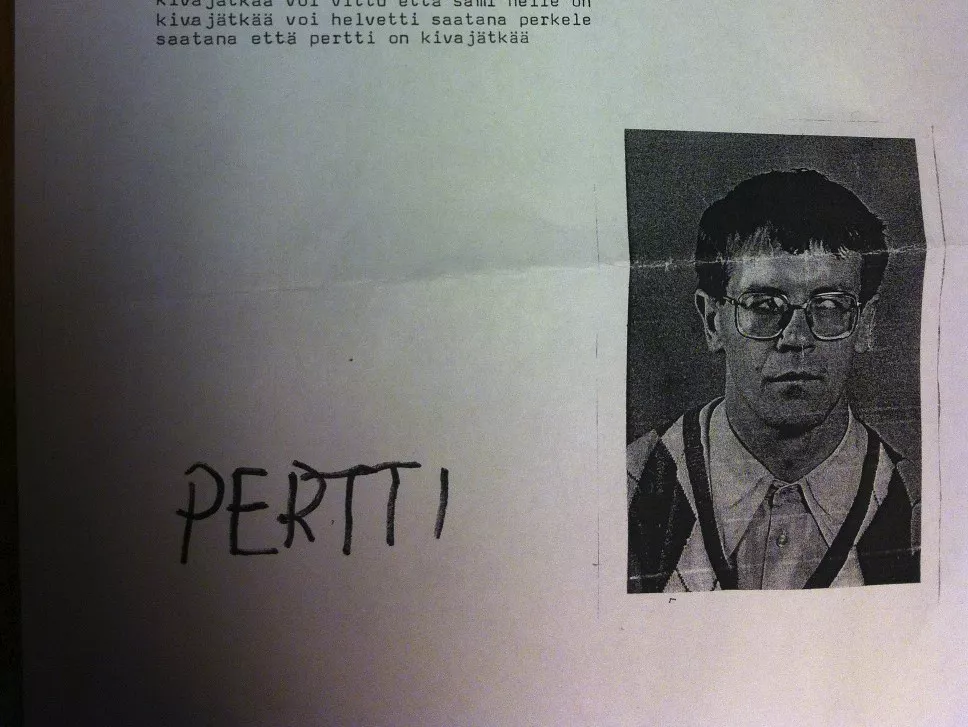 kivajätkää voi vittu että sami helle on
kivajätkää voi helvetti saatana perkele
saatana että pertti on kivajätkää
PERTTI